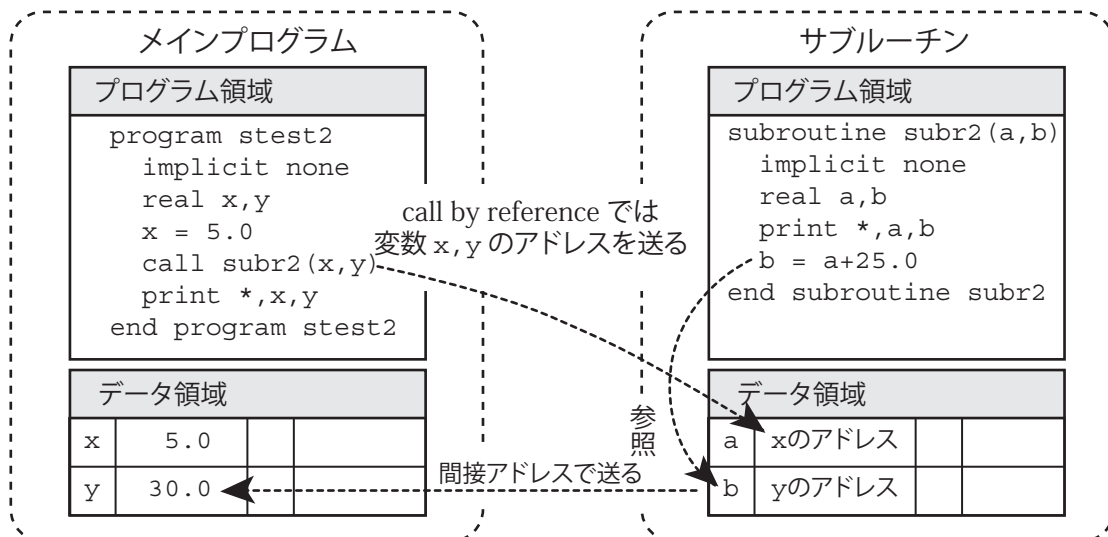 メインプログラム
プログラム領域
program stest2
implicit none
real x,y
x = 5.0
call subr2(x,y)
print *,x,y
end program stest2
データ領域
x 5.0
y 30.0
call by reference では
変数 x,y のアドレスを送る
参照
間接アドレスで送る
サブルーチン
プログラム領域
subroutine subr2(a,b)
implicit none
real a,b
print *,a,b
b = a+25.0
end subroutine subr2
データ領域
a xのアドレス
b yのアドレス